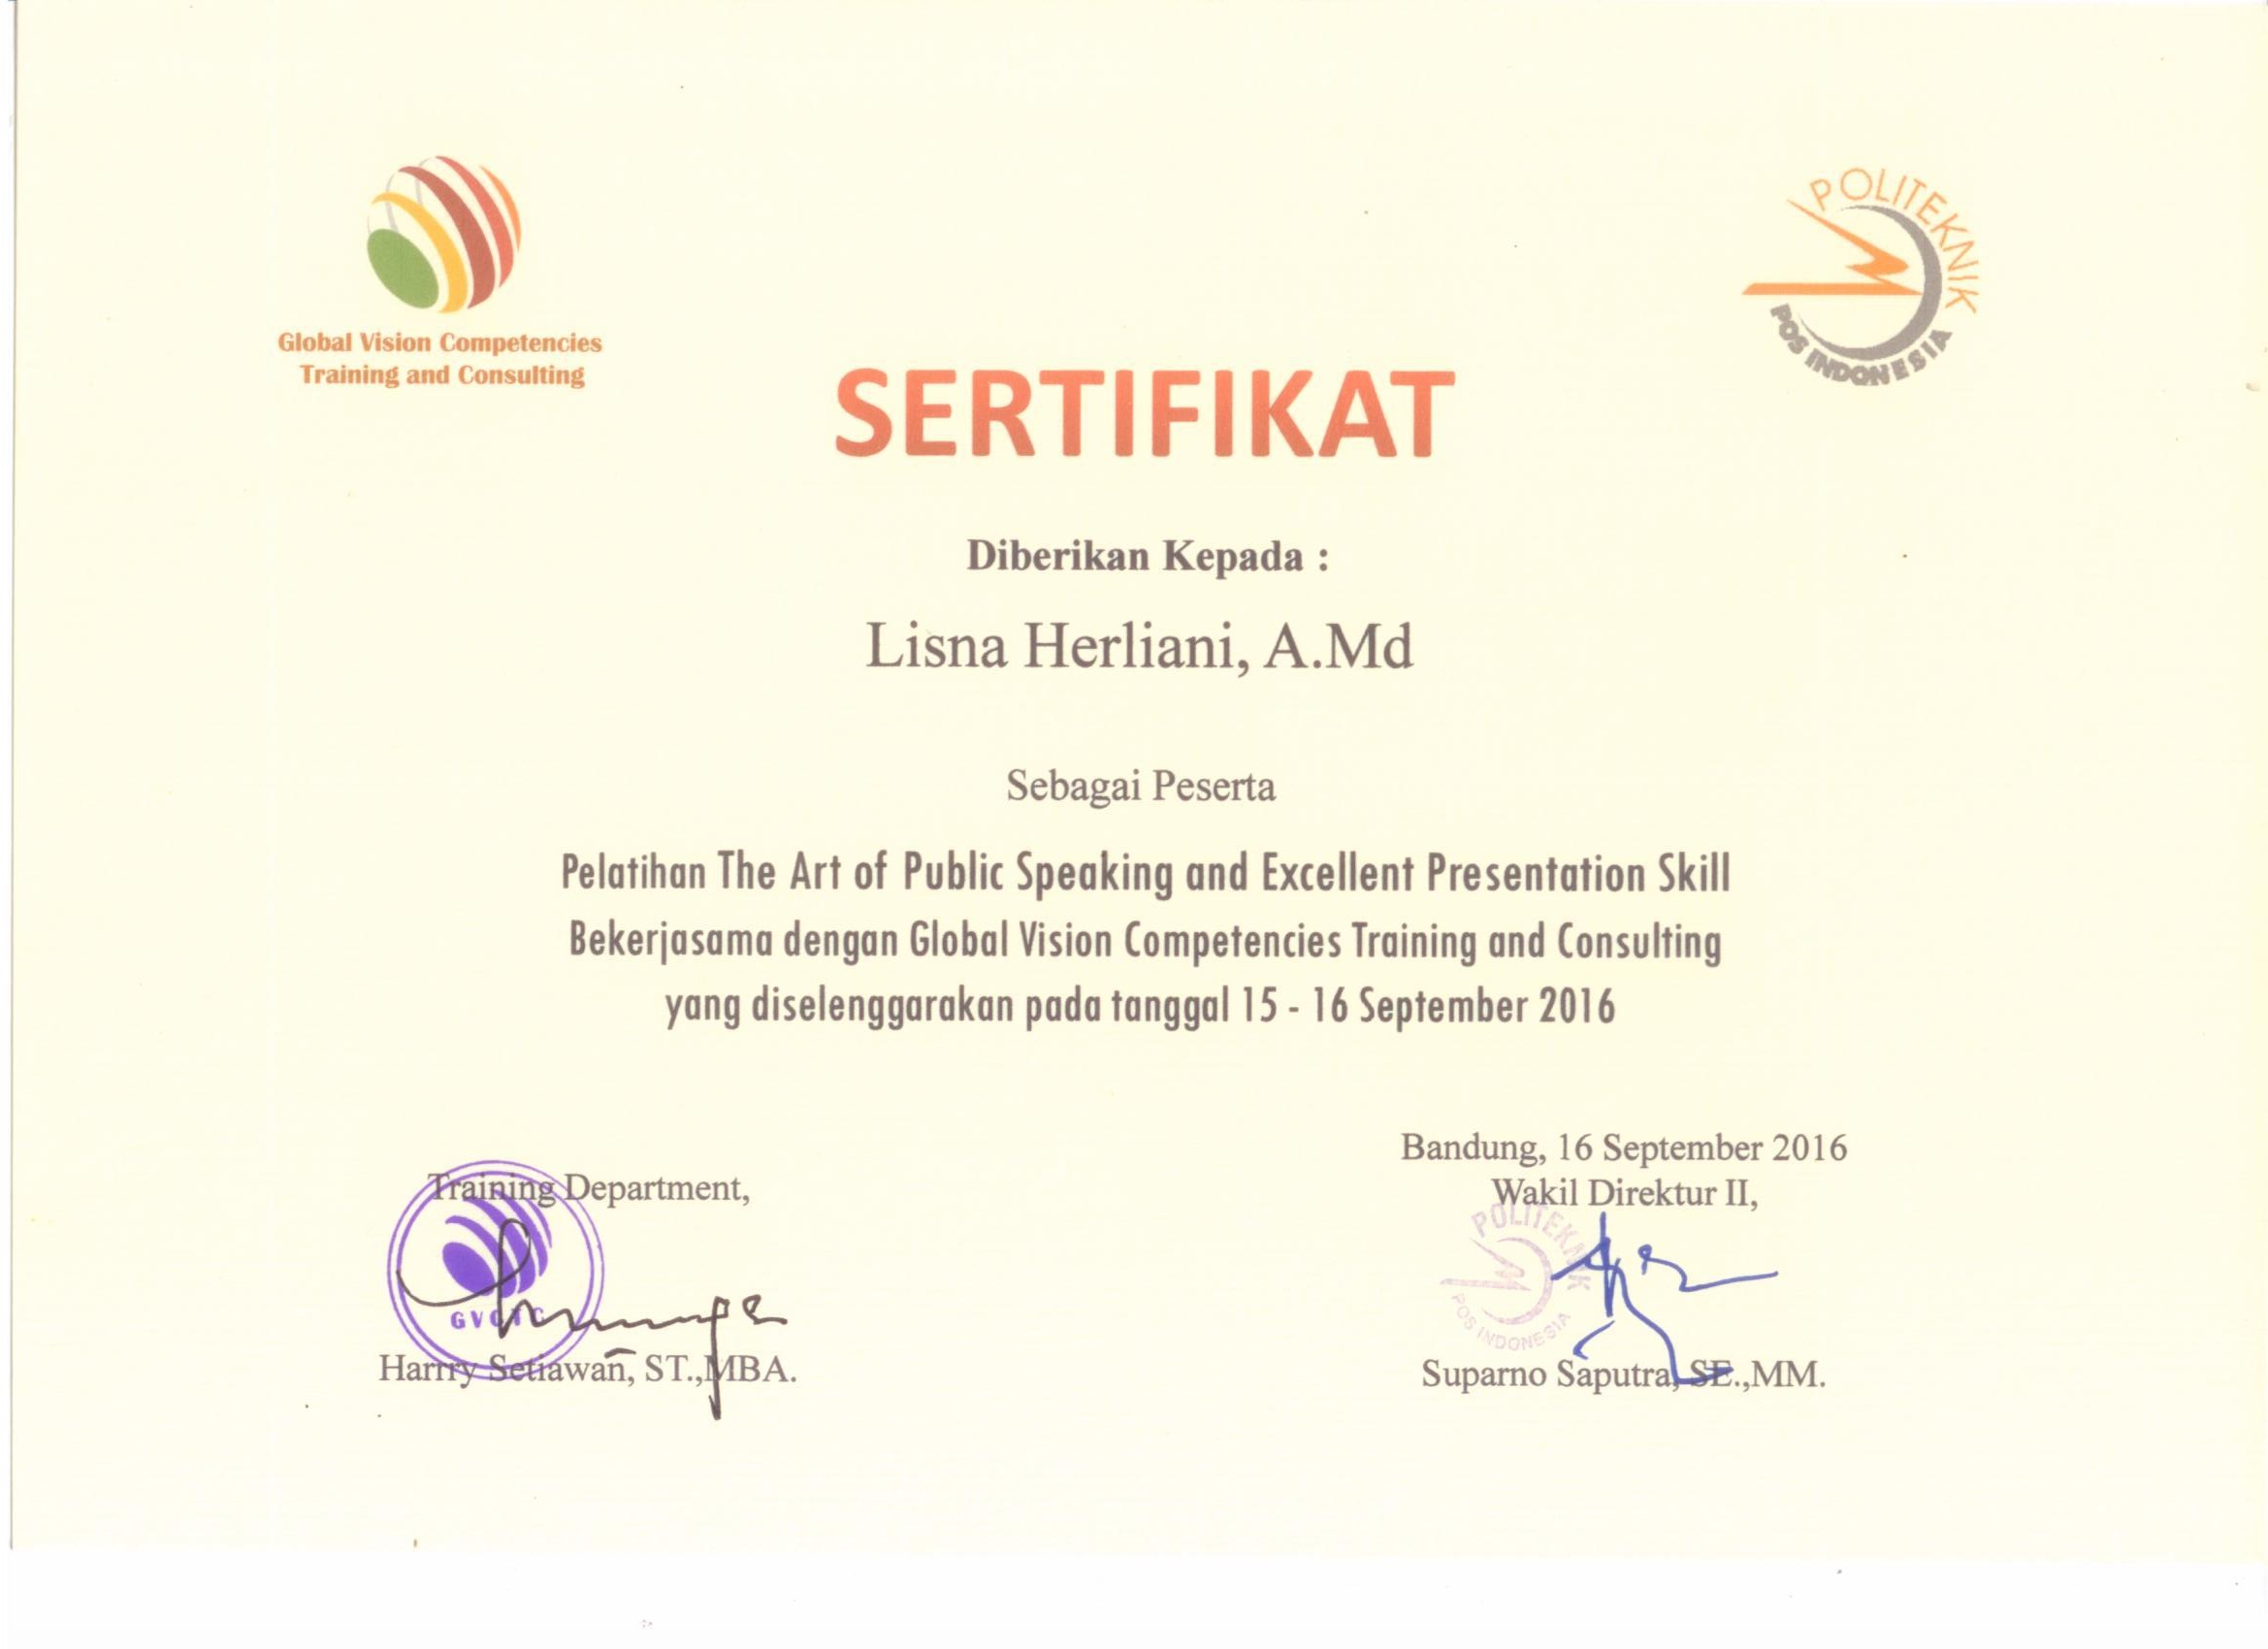 Global Vision Competencies
Training and Consulting
POLITEKNIK
POS INDONESIA
SERTIFIKAT
Diberikan Kepada :
Lisna Herliani, A.Md
Sebagai Peserta
Pelatihan The Art of Public Speaking and Excellent Presentation Skill
Bekerjasama dengan Global Vision Competencies Training and Consulting
yang diselenggarakan pada tanggal 15 - 16 September 2016
Training Department,
GVCTC
Harrry Setiawan, ST.,MBA.
Bandung, 16 September 2016
Wakil Direktur II,
POLITEKNIK
POS INDONESIA
Suparno Saputra, SE.,MM.